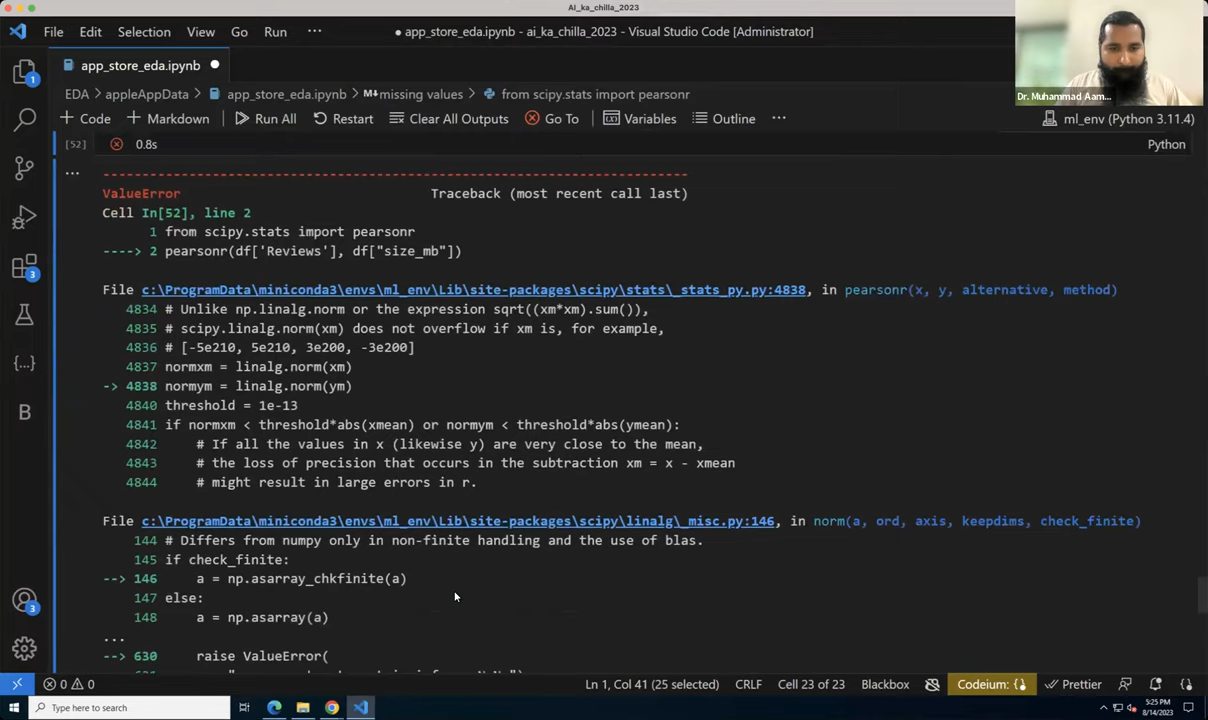 AI_ka_chilla_2023
File Edit Selection View Go Run ···
● app_store_eda.ipynb - ai_ka_chilla_2023 - Visual Studio Code [Administrator]
app_store_eda.ipynb ●
EDA > appleAppData > app_store_eda.ipynb > M↓missing values > from scipy.stats import pearsonr
+ Code + Markdown Run All Restart Clear All Outputs Go To Variables Outline ··· ml_env (Python 3.11.4)
Dr. Muhammad Aam...
[52] 0.8s Python
...
---------------------------------------------------------------------------
ValueError Traceback (most recent call last)
Cell In[52], line 2
1 from scipy.stats import pearsonr
----> 2 pearsonr(df['Reviews'], df["size_mb"])
File c:\ProgramData\miniconda3\envs\ml_env\Lib\site-packages\scipy\stats\_stats_py.py:4838, in pearsonr(x, y, alternative, method)
4834 # Unlike np.linalg.norm or the expression sqrt((xm*xm).sum()),
4835 # scipy.linalg.norm(xm) does not overflow if xm is, for example,
4836 # [-5e210, 5e210, 3e200, -3e200]
4837 normxm = linalg.norm(xm)
-> 4838 normym = linalg.norm(ym)
4840 threshold = 1e-13
4841 if normxm < threshold*abs(xmean) or normym < threshold*abs(ymean):
4842 # If all the values in x (likewise y) are very close to the mean,
4843 # the loss of precision that occurs in the subtraction xm = x - xmean
4844 # might result in large errors in r.
File c:\ProgramData\miniconda3\envs\ml_env\Lib\site-packages\scipy\linalg\_misc.py:146, in norm(a, ord, axis, keepdims, check_finite)
144 # Differs from numpy only in non-finite handling and the use of blas.
145 if check_finite:
--> 146 a = np.asarray_chkfinite(a)
147 else:
148 a = np.asarray(a)
...
--> 630 raise ValueError(
1
3
3
B
0 0 Ln 1, Col 41 (25 selected) CRLF Cell 23 of 23 Blackbox Codeium: {} Prettier
Type here to search
5:25 PM
8/14/2023